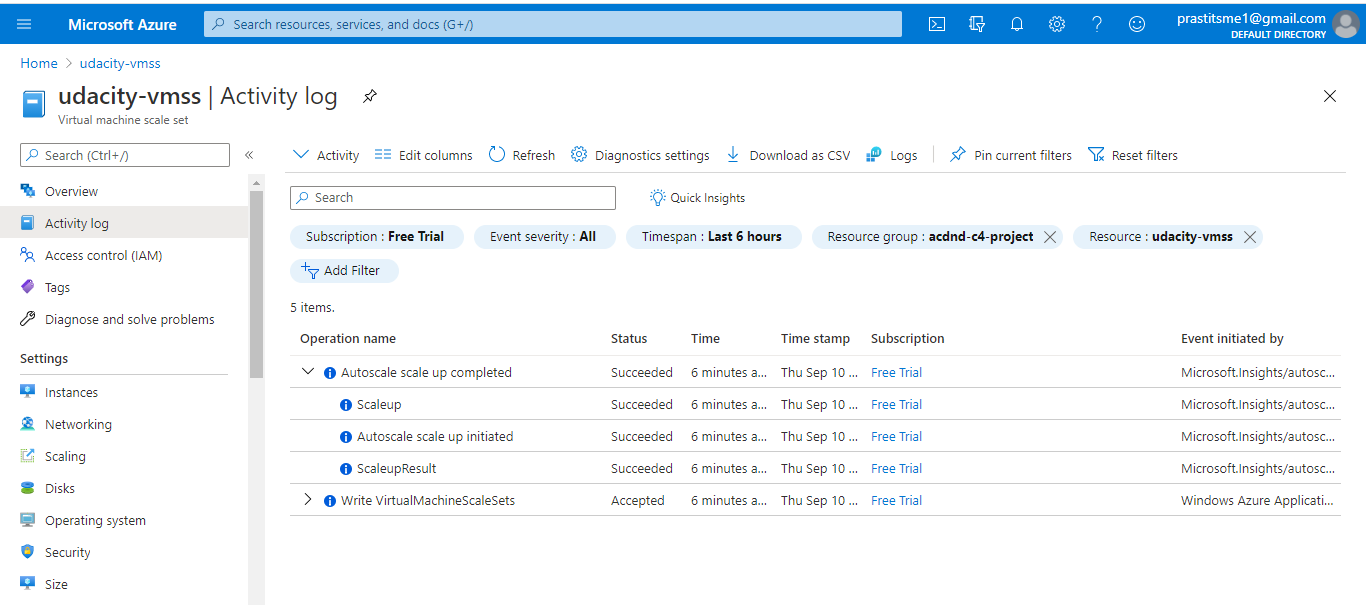 Microsoft Azure
Search resources, services, and docs (G+/)
prastitsme1@gmail.com
DEFAULT DIRECTORY
Home > udacity-vmss
udacity-vmss | Activity log
Virtual machine scale set
Search (Ctrl+/)
«
Overview
Activity log
Access control (IAM)
Tags
Diagnose and solve problems
Settings
Instances
Networking
Scaling
Disks
Operating system
Security
Size
Activity Edit columns Refresh Diagnostics settings Download as CSV Logs Pin current filters Reset filters
Search
Quick Insights
Subscription : Free Trial Event severity : All Timespan : Last 6 hours Resource group : acdnd-c4-project Resource : udacity-vmss
Add Filter
5 items.
Operation name Status Time Time stamp Subscription Event initiated by
Autoscale scale up completed Succeeded 6 minutes a... Thu Sep 10 ... Free Trial Microsoft.Insights/autosc...
Scaleup Succeeded 6 minutes a... Thu Sep 10 ... Free Trial Microsoft.Insights/autosc...
Autoscale scale up initiated Succeeded 6 minutes a... Thu Sep 10 ... Free Trial Microsoft.Insights/autosc...
ScaleupResult Succeeded 6 minutes a... Thu Sep 10 ... Free Trial Microsoft.Insights/autosc...
Write VirtualMachineScaleSets Accepted 6 minutes a... Thu Sep 10 ... Free Trial Windows Azure Applicati...